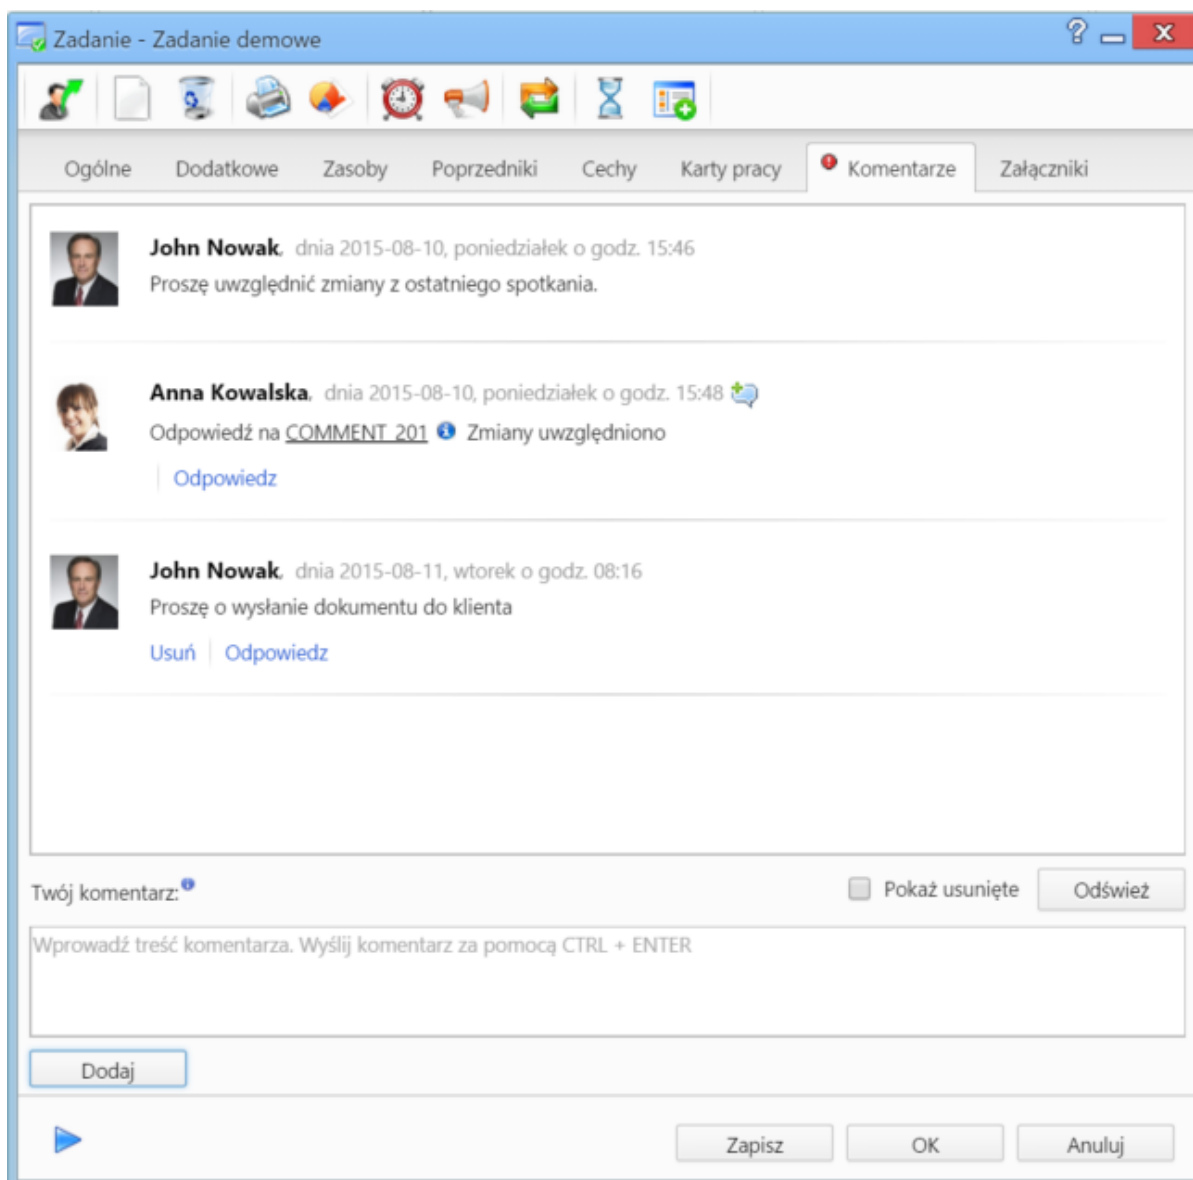 Zadanie - Zadanie demowe
Ogólne Dodatkowe Zasoby Poprzedniki Cechy Karty pracy Komentarze Załączniki
John Nowak, dnia 2015-08-10, poniedziałek o godz. 15:46
Proszę uwzględnić zmiany z ostatniego spotkania.
Anna Kowalska, dnia 2015-08-10, poniedziałek o godz. 15:48
Odpowiedź na COMMENT_201 Zmiany uwzględniono
Odpowiedz
John Nowak, dnia 2015-08-11, wtorek o godz. 08:16
Proszę o wysłanie dokumentu do klienta
Usuń Odpowiedz
Twój komentarz: Pokaż usunięte Odśwież
Wprowadź treść komentarza. Wyślij komentarz za pomocą CTRL + ENTER
Dodaj
Zapisz OK Anuluj